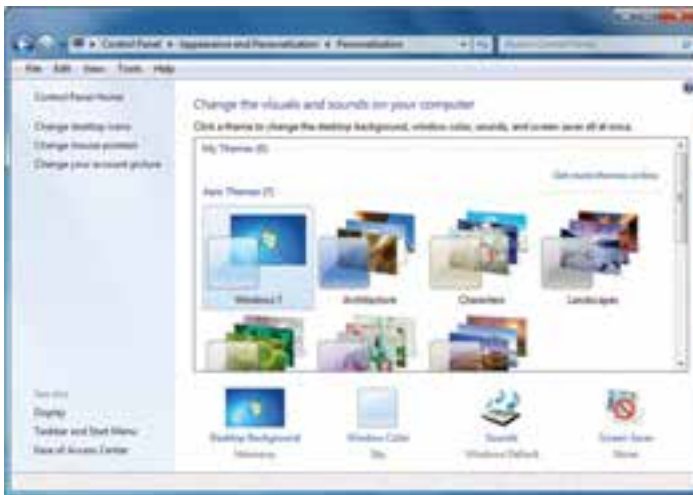 Control Panel ▸ Appearance and Personalization ▸ Personalization
File Edit View Tools Help
Control Panel Home
Change desktop icons
Change mouse pointers
Change your account picture
Change the visuals and sounds on your computer
Click a theme to change the desktop background, window color, sounds, and screen saver all at once.
My Themes (0)
Get more themes online
Aero Themes (7)
Windows 7
Architecture
Characters
Landscapes
See also
Display
Taskbar and Start Menu
Ease of Access Center
Desktop Background
Window Color
Sky
Sounds
Windows Default
Screen Saver
None